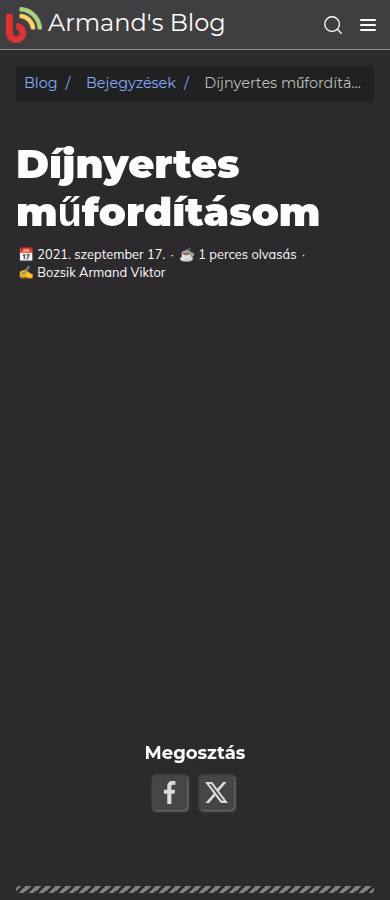 Armand's Blog
Blog / Bejegyzések / Díjnyertes műfordítá...
Díjnyertes
műfordításom
📅 2021. szeptember 17. · ☕ 1 perces olvasás ·
✍️ Bozsik Armand Viktor
Megosztás